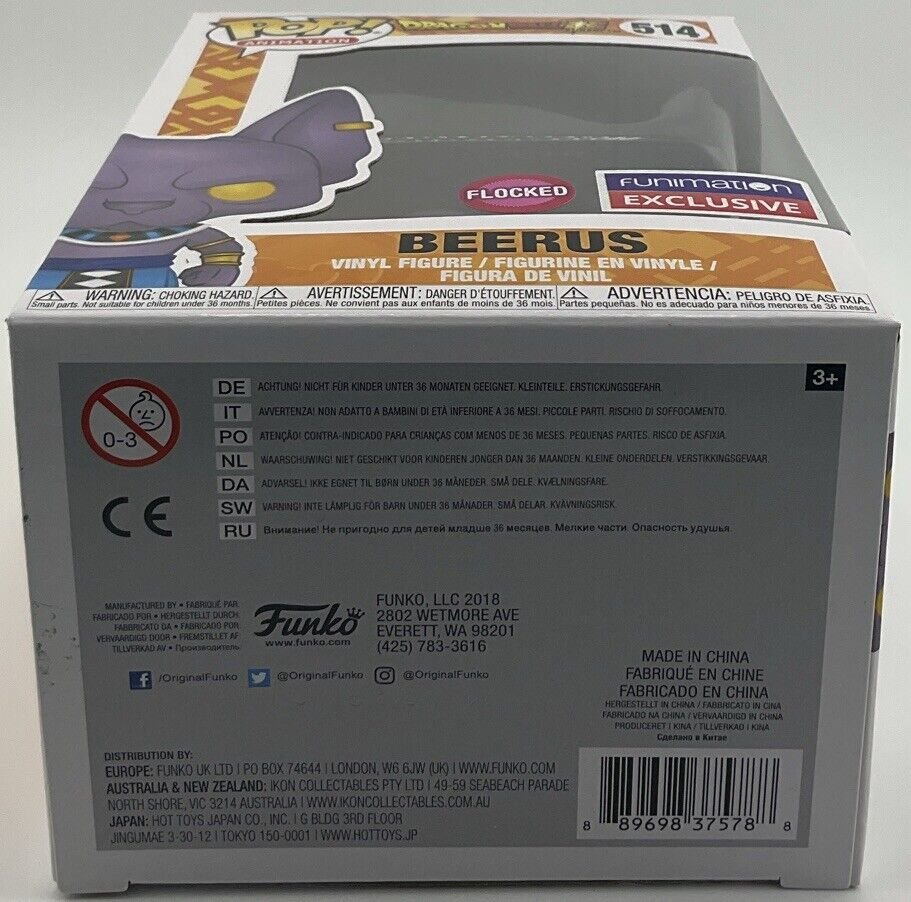 POP!
ANIMATION
DRAGON
514
FLOCKED
FUNIMATION
EXCLUSIVE
BEERUS
VINYL FIGURE / FIGURINE EN VINYLE /
FIGURA DE VINIL
WARNING: CHOKING HAZARD.
Small parts. Not suitable for children under 36 months.
AVERTISSEMENT: DANGER D'ÉTOUFFEMENT.
Petites pièces. Ne convient pas aux enfants de moins de 36 mois.
ADVERTENCIA: PELIGRO DE ASFIXIA
Partes pequeñas. No es adecuado para niños menores de 36 meses
3+
0-3
DE ACHTUNG! NICHT FÜR KINDER UNTER 36 MONATEN GEEIGNET. KLEINTEILE. ERSTICKUNGSGEFAHR.
IT AVVERTENZA! NON ADATTO A BAMBINI DI ETÀ INFERIORE A 36 MESI. PICCOLE PARTI. RISCHIO DI SOFFOCAMENTO.
PO ATENÇÃO! CONTRA-INDICADO PARA CRIANÇAS COM MENOS DE 36 MESES. PEQUENAS PARTES. RISCO DE ASFIXIA.
NL WAARSCHUWING! NIET GESCHIKT VOOR KINDEREN JONGER DAN 36 MAANDEN. KLEINE ONDERDELEN. VERSTIKKINGSGEVAAR.
DA ADVARSEL! IKKE EGNET TIL BØRN UNDER 36 MÅNEDER. SMÅ DELE. KVÆLNINGSFARE.
SW VARNING! INTE LÄMPLIG FÖR BARN UNDER 36 MÅNADER. SMÅ DELAR. KVÄVNINGSRISK.
RU Внимание! Не пригодно для детей младше 36 месяцев. Мелкие части. Опасность удушья.
CE
MANUFACTURED BY • FABRIQUÉ PAR
FABRICADO POR • HERGESTELLT DURCH
FABBRICATO DA • FABRICADO POR
VERVAARDIGD DOOR • FREMSTILLET AF
TILLVERKAD AV • Производитель:
Funko
www.funko.com
FUNKO, LLC 2018
2802 WETMORE AVE
EVERETT, WA 98201
(425) 783-3616
/OriginalFunko @OriginalFunko @OriginalFunko
MADE IN CHINA
FABRIQUÉ EN CHINE
FABRICADO EN CHINA
HERGESTELLT IN CHINA / FABBRICATO IN CINA
FABRICADO NA CHINA / VERVAARDIGD IN CHINA
PRODUCERET I KINA / TILLVERKAD I KINA
Сделано в Китае
DISTRIBUTION BY:
EUROPE: FUNKO UK LTD | PO BOX 74644 | LONDON, W6 6JW (UK) | WWW.FUNKO.COM
AUSTRALIA & NEW ZEALAND: IKON COLLECTABLES PTY LTD | 49-59 SEABEACH PARADE
NORTH SHORE, VIC 3214 AUSTRALIA | WWW.IKONCOLLECTABLES.COM.AU
JAPAN: HOT TOYS JAPAN CO., INC. | G BLDG 3RD FLOOR
JINGUMAE 3-30-12 | TOKYO 150-0001 | WWW.HOTTOYS.JP
8 89698 37578 8